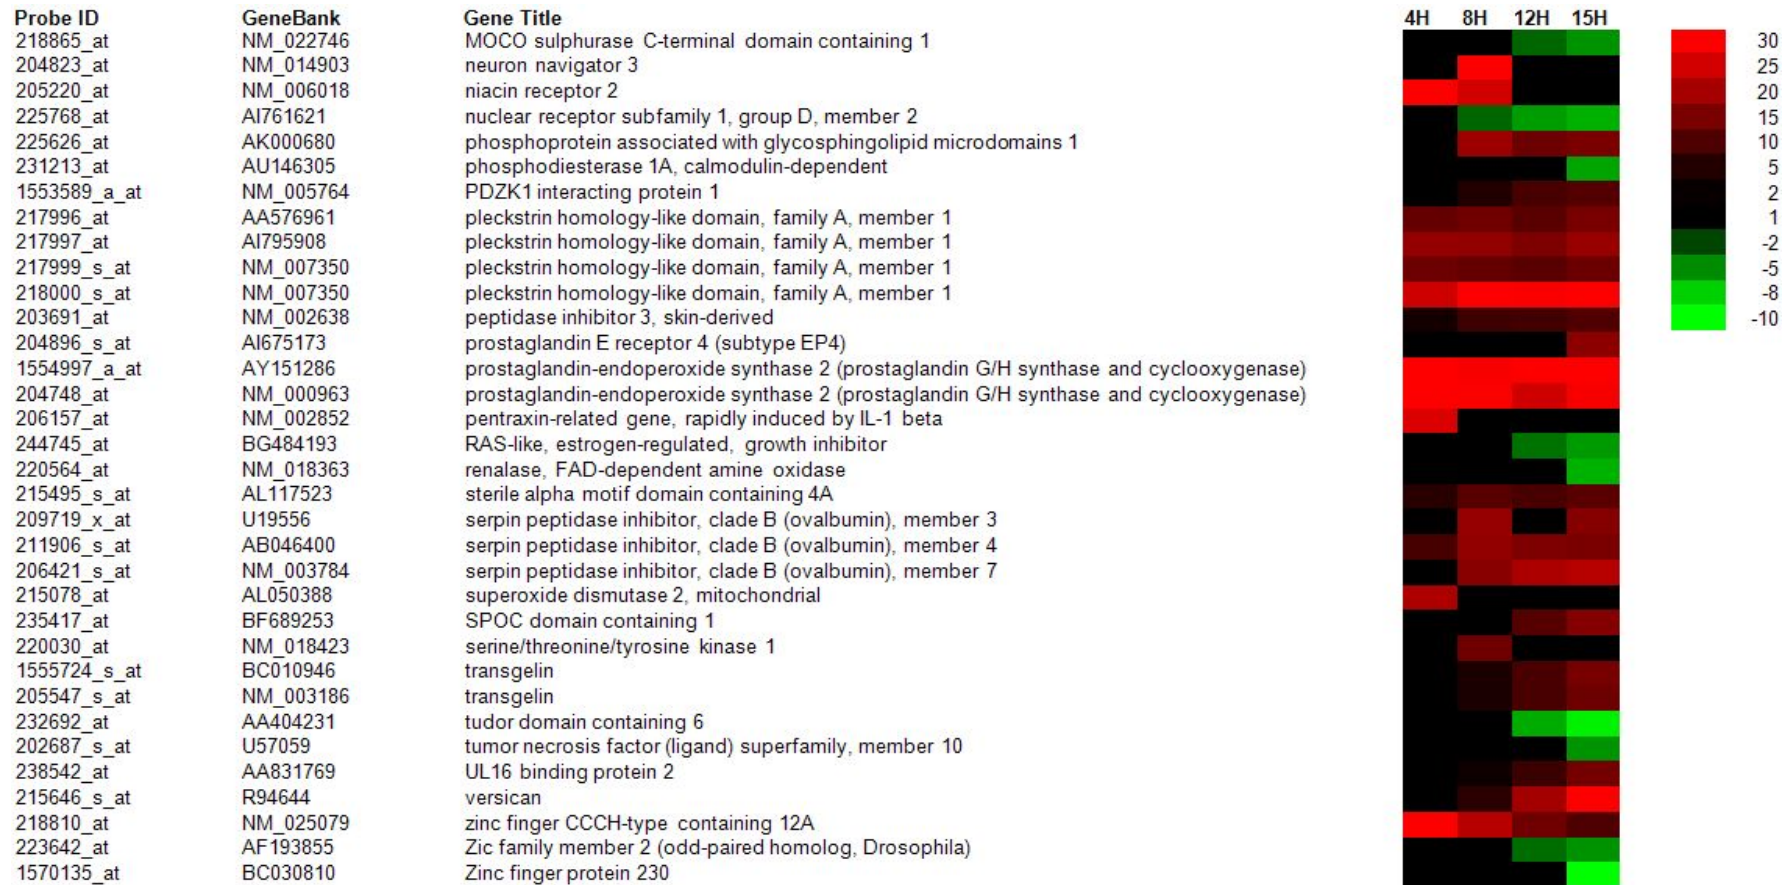 Probe ID GeneBank Gene Title 4H 8H 12H 15H
218865_at NM_022746 MOCO sulphurase C-terminal domain containing 1 30
204823_at NM_014903 neuron navigator 3 25
205220_at NM_006018 niacin receptor 2 20
225768_at AI761621 nuclear receptor subfamily 1, group D, member 2 15
225626_at AK000680 phosphoprotein associated with glycosphingolipid microdomains 1 10
231213_at AU146305 phosphodiesterase 1A, calmodulin-dependent 5
1553589_a_at NM_005764 PDZK1 interacting protein 1 2
217996_at AA576961 pleckstrin homology-like domain, family A, member 1 1
217997_at AI795908 pleckstrin homology-like domain, family A, member 1 -2
217999_s_at NM_007350 pleckstrin homology-like domain, family A, member 1 -5
218000_s_at NM_007350 pleckstrin homology-like domain, family A, member 1 -8
203691_at NM_002638 peptidase inhibitor 3, skin-derived -10
204896_s_at AI675173 prostaglandin E receptor 4 (subtype EP4)
1554997_a_at AY151286 prostaglandin-endoperoxide synthase 2 (prostaglandin G/H synthase and cyclooxygenase)
204748_at NM_000963 prostaglandin-endoperoxide synthase 2 (prostaglandin G/H synthase and cyclooxygenase)
206157_at NM_002852 pentraxin-related gene, rapidly induced by IL-1 beta
244745_at BG484193 RAS-like, estrogen-regulated, growth inhibitor
220564_at NM_018363 renalase, FAD-dependent amine oxidase
215495_s_at AL117523 sterile alpha motif domain containing 4A
209719_x_at U19556 serpin peptidase inhibitor, clade B (ovalbumin), member 3
211906_s_at AB046400 serpin peptidase inhibitor, clade B (ovalbumin), member 4
206421_s_at NM_003784 serpin peptidase inhibitor, clade B (ovalbumin), member 7
215078_at AL050388 superoxide dismutase 2, mitochondrial
235417_at BF689253 SPOC domain containing 1
220030_at NM_018423 serine/threonine/tyrosine kinase 1
1555724_s_at BC010946 transgelin
205547_s_at NM_003186 transgelin
232692_at AA404231 tudor domain containing 6
202687_s_at U57059 tumor necrosis factor (ligand) superfamily, member 10
238542_at AA831769 UL16 binding protein 2
215646_s_at R94644 versican
218810_at NM_025079 zinc finger CCCH-type containing 12A
223642_at AF193855 Zic family member 2 (odd-paired homolog, Drosophila)
1570135_at BC030810 Zinc finger protein 230